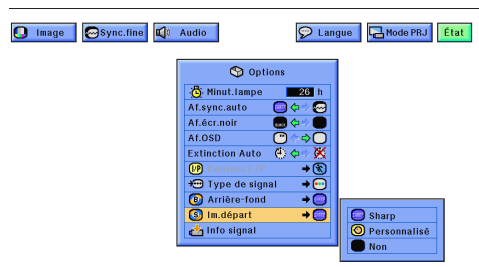 Image
Sync.fine
Audio
Langue
Mode PRJ
État
Options
Minut.lampe 26 h
Af.sync.auto
Af.écr.noir
Af.OSD
Extinction Auto
Type de signal
Arrière-fond
Im.départ
Info signal
Sharp
Personnalisé
Non